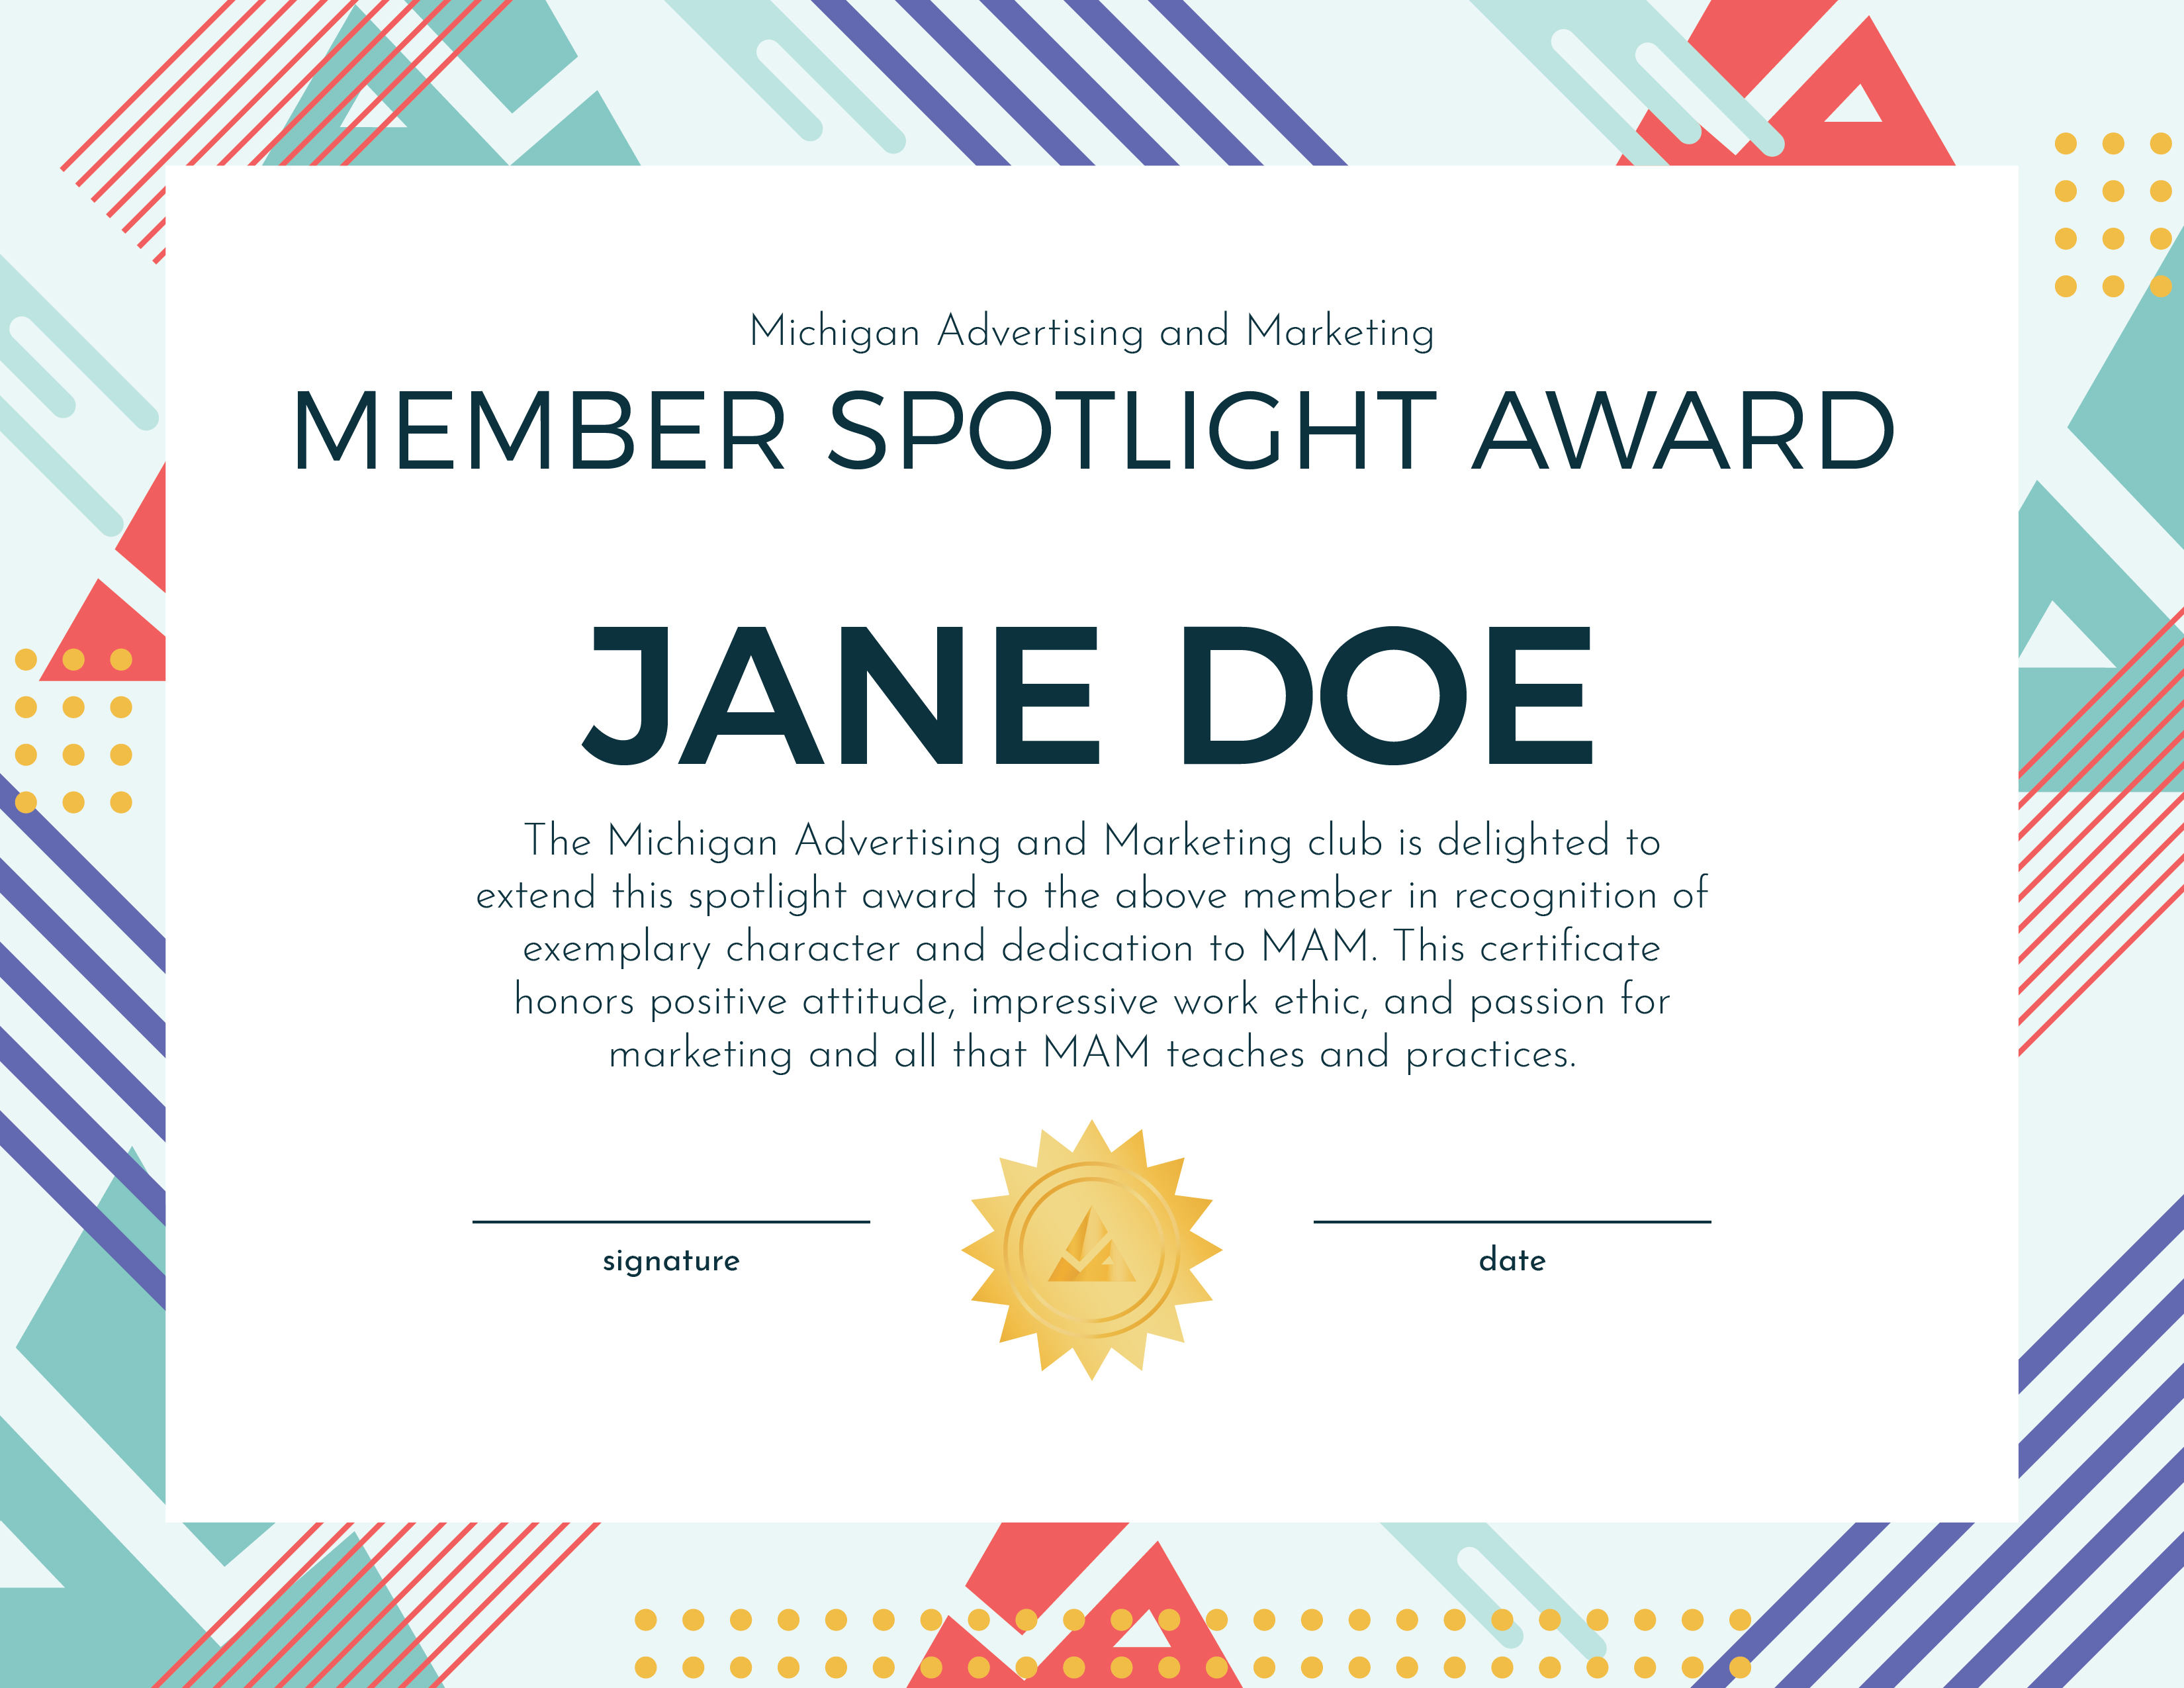 Michigan Advertising and Marketing
MEMBER SPOTLIGHT AWARD
JANE DOE
The Michigan Advertising and Marketing club is delighted to
extend this spotlight award to the above member in recognition of
exemplary character and dedication to MAM. This certificate
honors positive attitude, impressive work ethic, and passion for
marketing and all that MAM teaches and practices.
signature
date